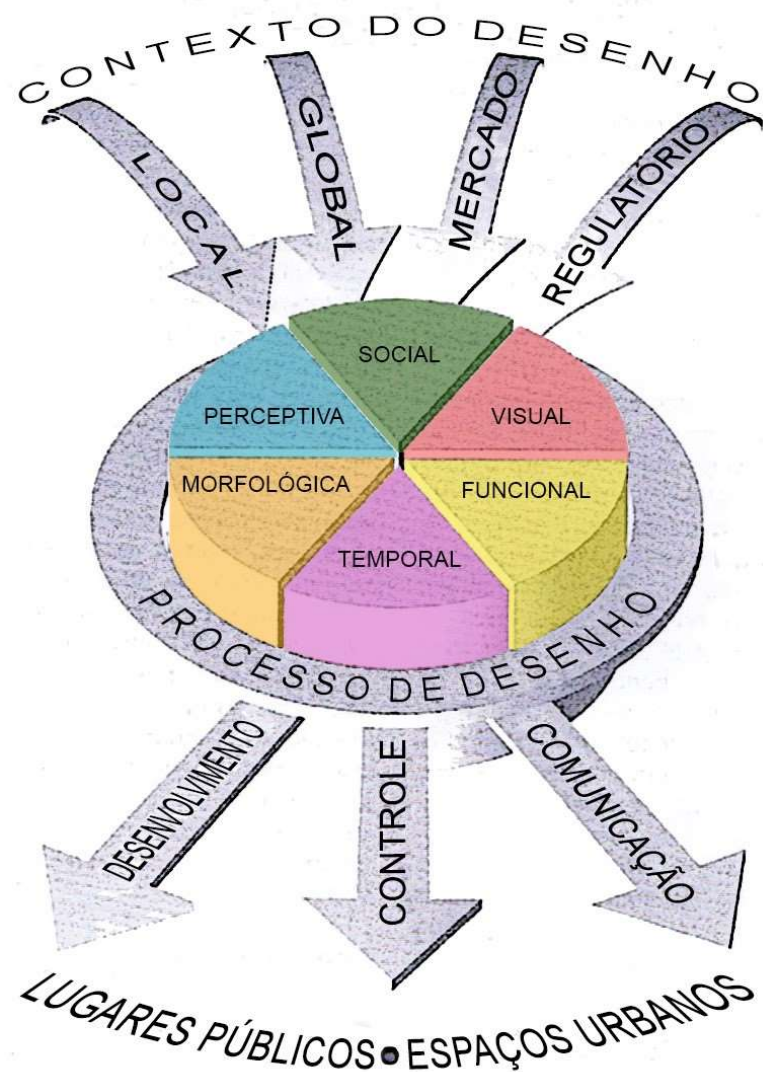 CONTEXTO DO DESENHO
LOCAL
GLOBAL
MERCADO
REGULATÓRIO
SOCIAL
PERCEPTIVA
VISUAL
MORFOLÓGICA
FUNCIONAL
TEMPORAL
PROCESSO DE DESENHO
DESENVOLVIMENTO
CONTROLE
COMUNICAÇÃO
LUGARES PÚBLICOS • ESPAÇOS URBANOS